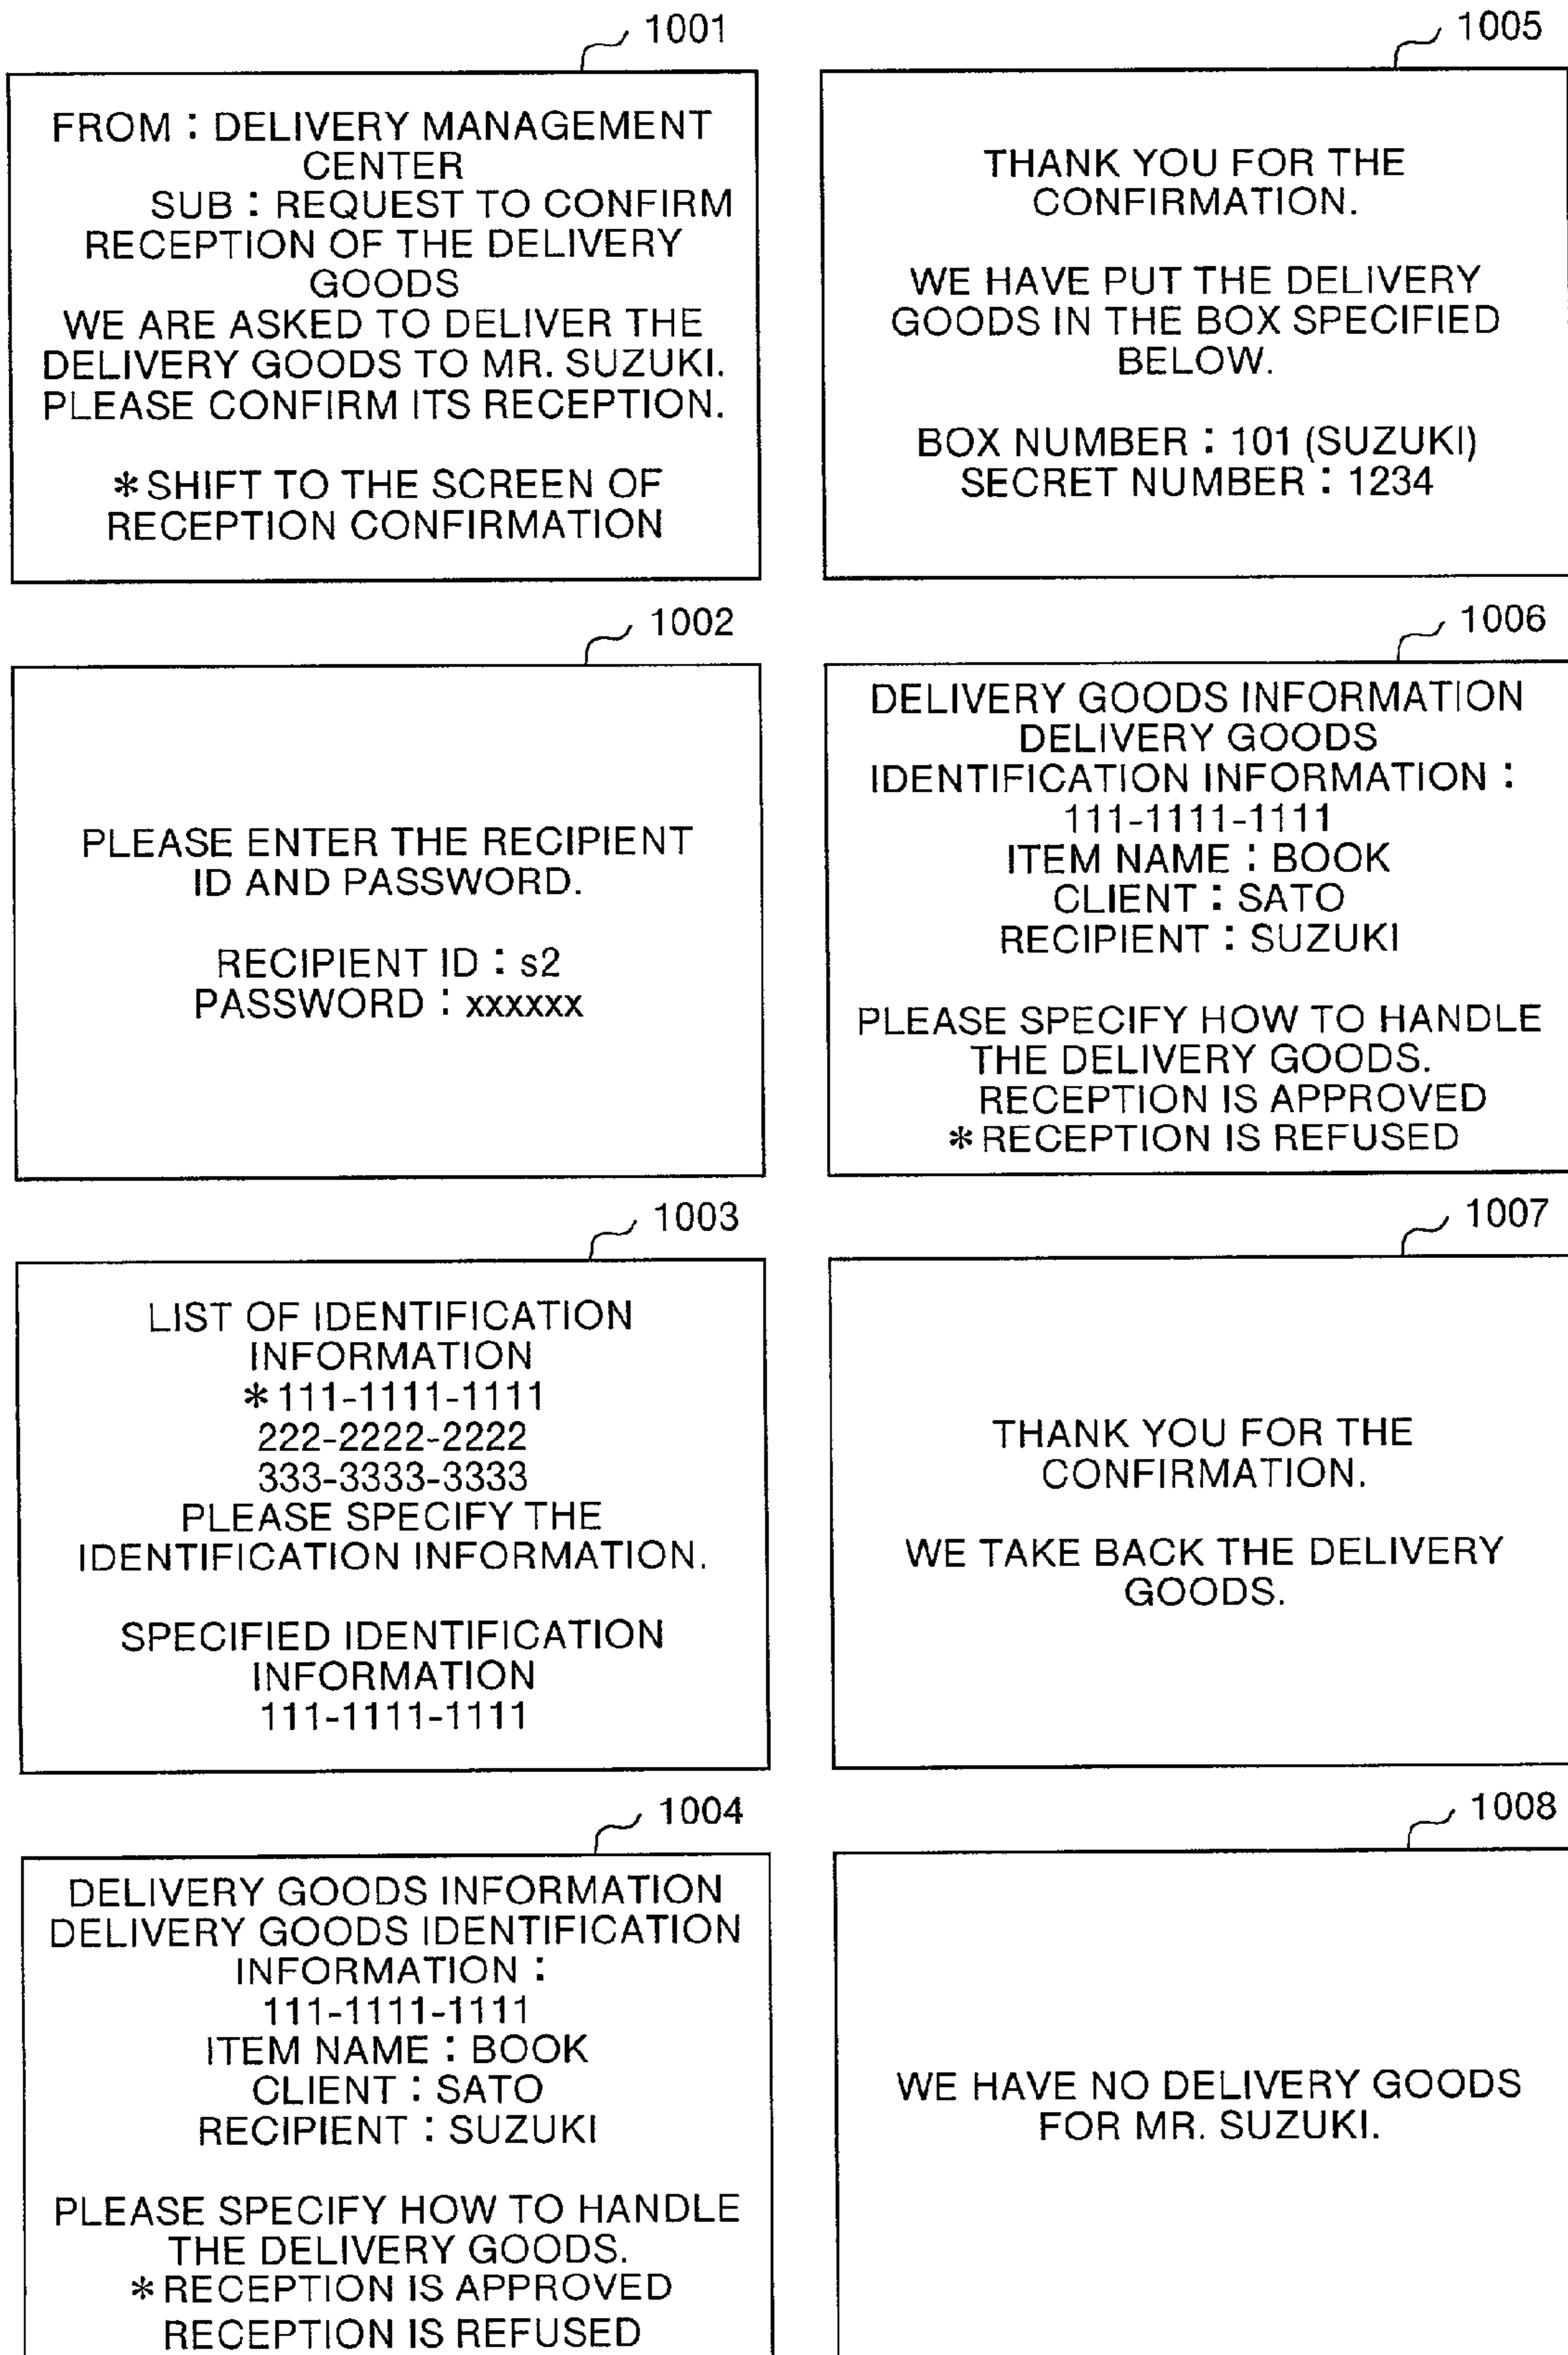 1001
FROM : DELIVERY MANAGEMENT
CENTER
SUB : REQUEST TO CONFIRM
RECEPTION OF THE DELIVERY
GOODS
WE ARE ASKED TO DELIVER THE
DELIVERY GOODS TO MR. SUZUKI.
PLEASE CONFIRM ITS RECEPTION.
*SHIFT TO THE SCREEN OF
RECEPTION CONFIRMATION
1002
PLEASE ENTER THE RECIPIENT
ID AND PASSWORD.
RECIPIENT ID : s2
PASSWORD : xxxxxx
1003
LIST OF IDENTIFICATION
INFORMATION
*111-1111-1111
222-2222-2222
333-3333-3333
PLEASE SPECIFY THE
IDENTIFICATION INFORMATION.
SPECIFIED IDENTIFICATION
INFORMATION
111-1111-1111
1004
DELIVERY GOODS INFORMATION
DELIVERY GOODS IDENTIFICATION
INFORMATION :
111-1111-1111
ITEM NAME : BOOK
CLIENT : SATO
RECIPIENT : SUZUKI
PLEASE SPECIFY HOW TO HANDLE
THE DELIVERY GOODS.
*RECEPTION IS APPROVED
RECEPTION IS REFUSED
1005
THANK YOU FOR THE
CONFIRMATION.
WE HAVE PUT THE DELIVERY
GOODS IN THE BOX SPECIFIED
BELOW.
BOX NUMBER : 101 (SUZUKI)
SECRET NUMBER : 1234
1006
DELIVERY GOODS INFORMATION
DELIVERY GOODS
IDENTIFICATION INFORMATION :
111-1111-1111
ITEM NAME : BOOK
CLIENT : SATO
RECIPIENT : SUZUKI
PLEASE SPECIFY HOW TO HANDLE
THE DELIVERY GOODS.
RECEPTION IS APPROVED
*RECEPTION IS REFUSED
1007
THANK YOU FOR THE
CONFIRMATION.
WE TAKE BACK THE DELIVERY
GOODS.
1008
WE HAVE NO DELIVERY GOODS
FOR MR. SUZUKI.